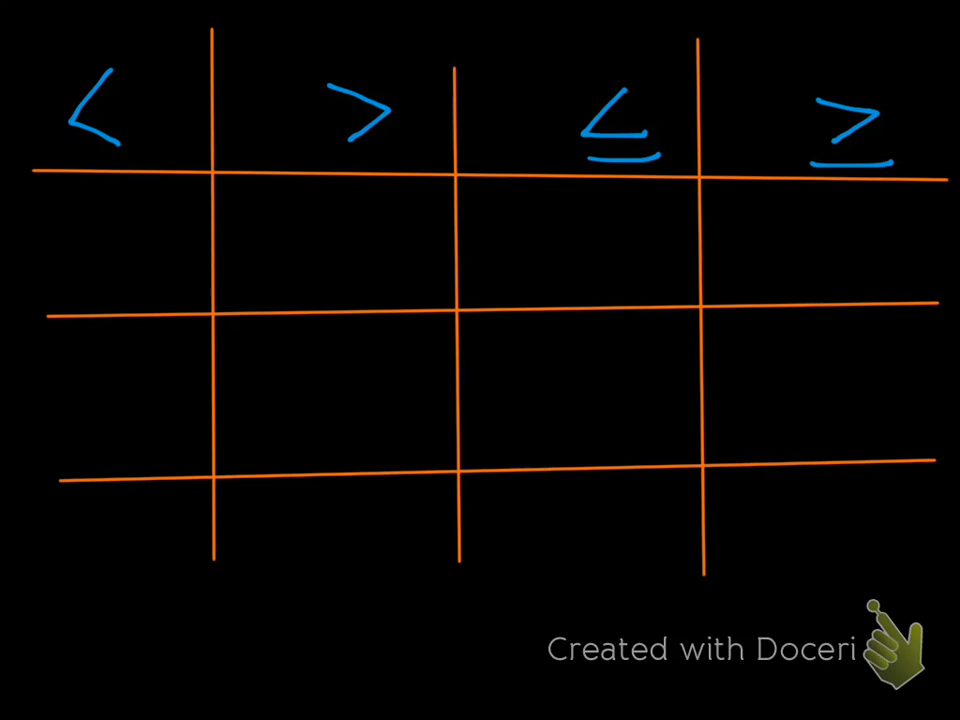 < > ≤ ≥
Created with Doceri